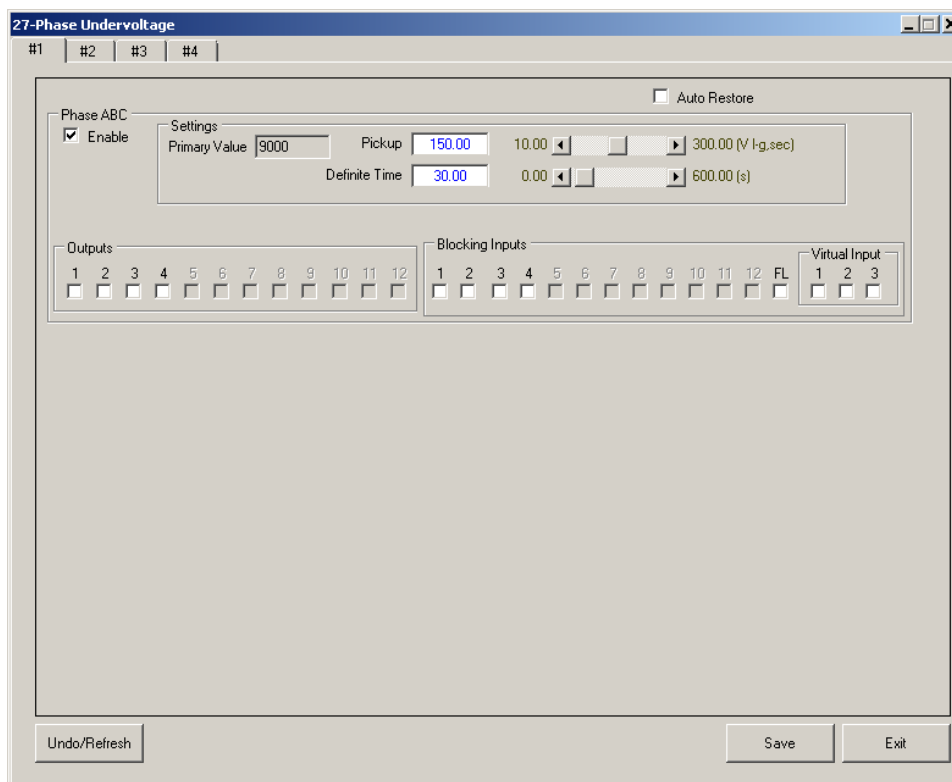 27-Phase Undervoltage
#1 #2 #3 #4
Auto Restore
Phase ABC
Enable
Settings
Primary Value 9000 Pickup 150.00 10.00 300.00 (V l-g,sec)
Definite Time 30.00 0.00 600.00 (s)
Outputs
1 2 3 4 5 6 7 8 9 10 11 12
Blocking Inputs
1 2 3 4 5 6 7 8 9 10 11 12 FL
Virtual Input
1 2 3
Undo/Refresh Save Exit